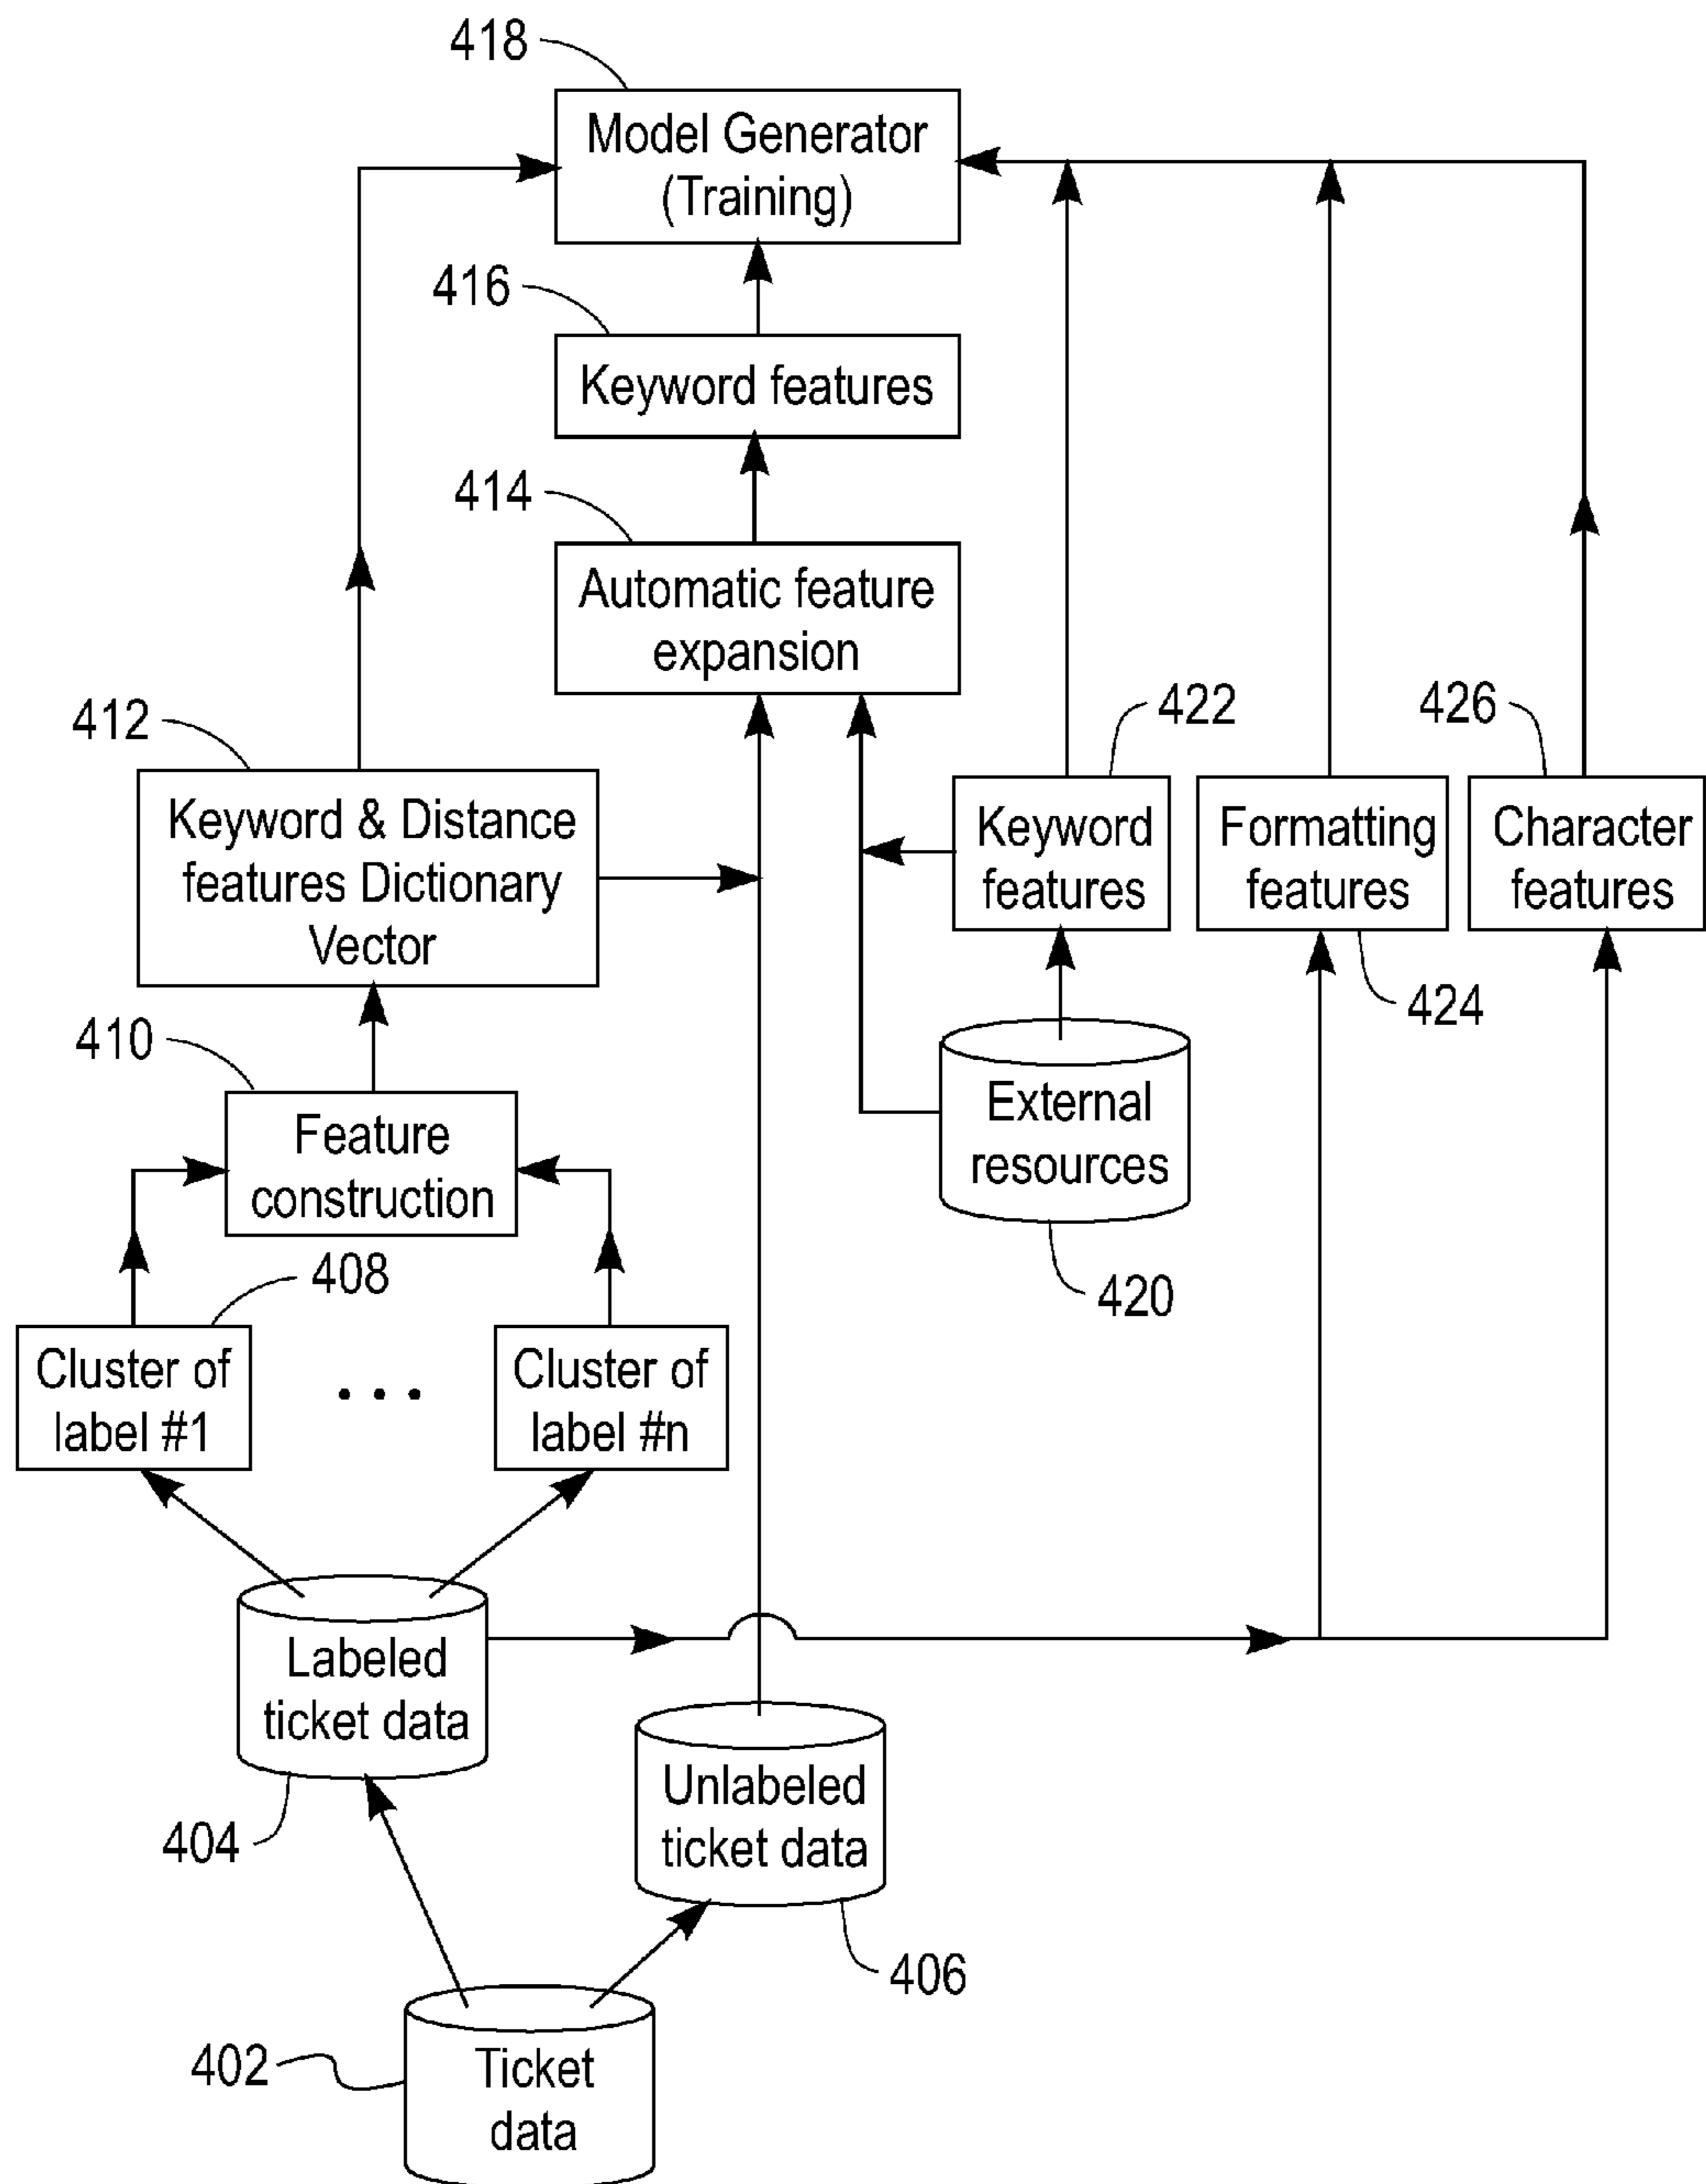 418
Model Generator
(Training)
416
Keyword features
414
Automatic feature
expansion
412
Keyword & Distance
features Dictionary
Vector
422
Keyword
features
Formatting
features
424
426
Character
features
410
Feature
construction
External
resources
420
408
Cluster of
label #1
• • •
Cluster of
label #n
Labeled
ticket data
404
Unlabeled
ticket data
406
402
Ticket
data